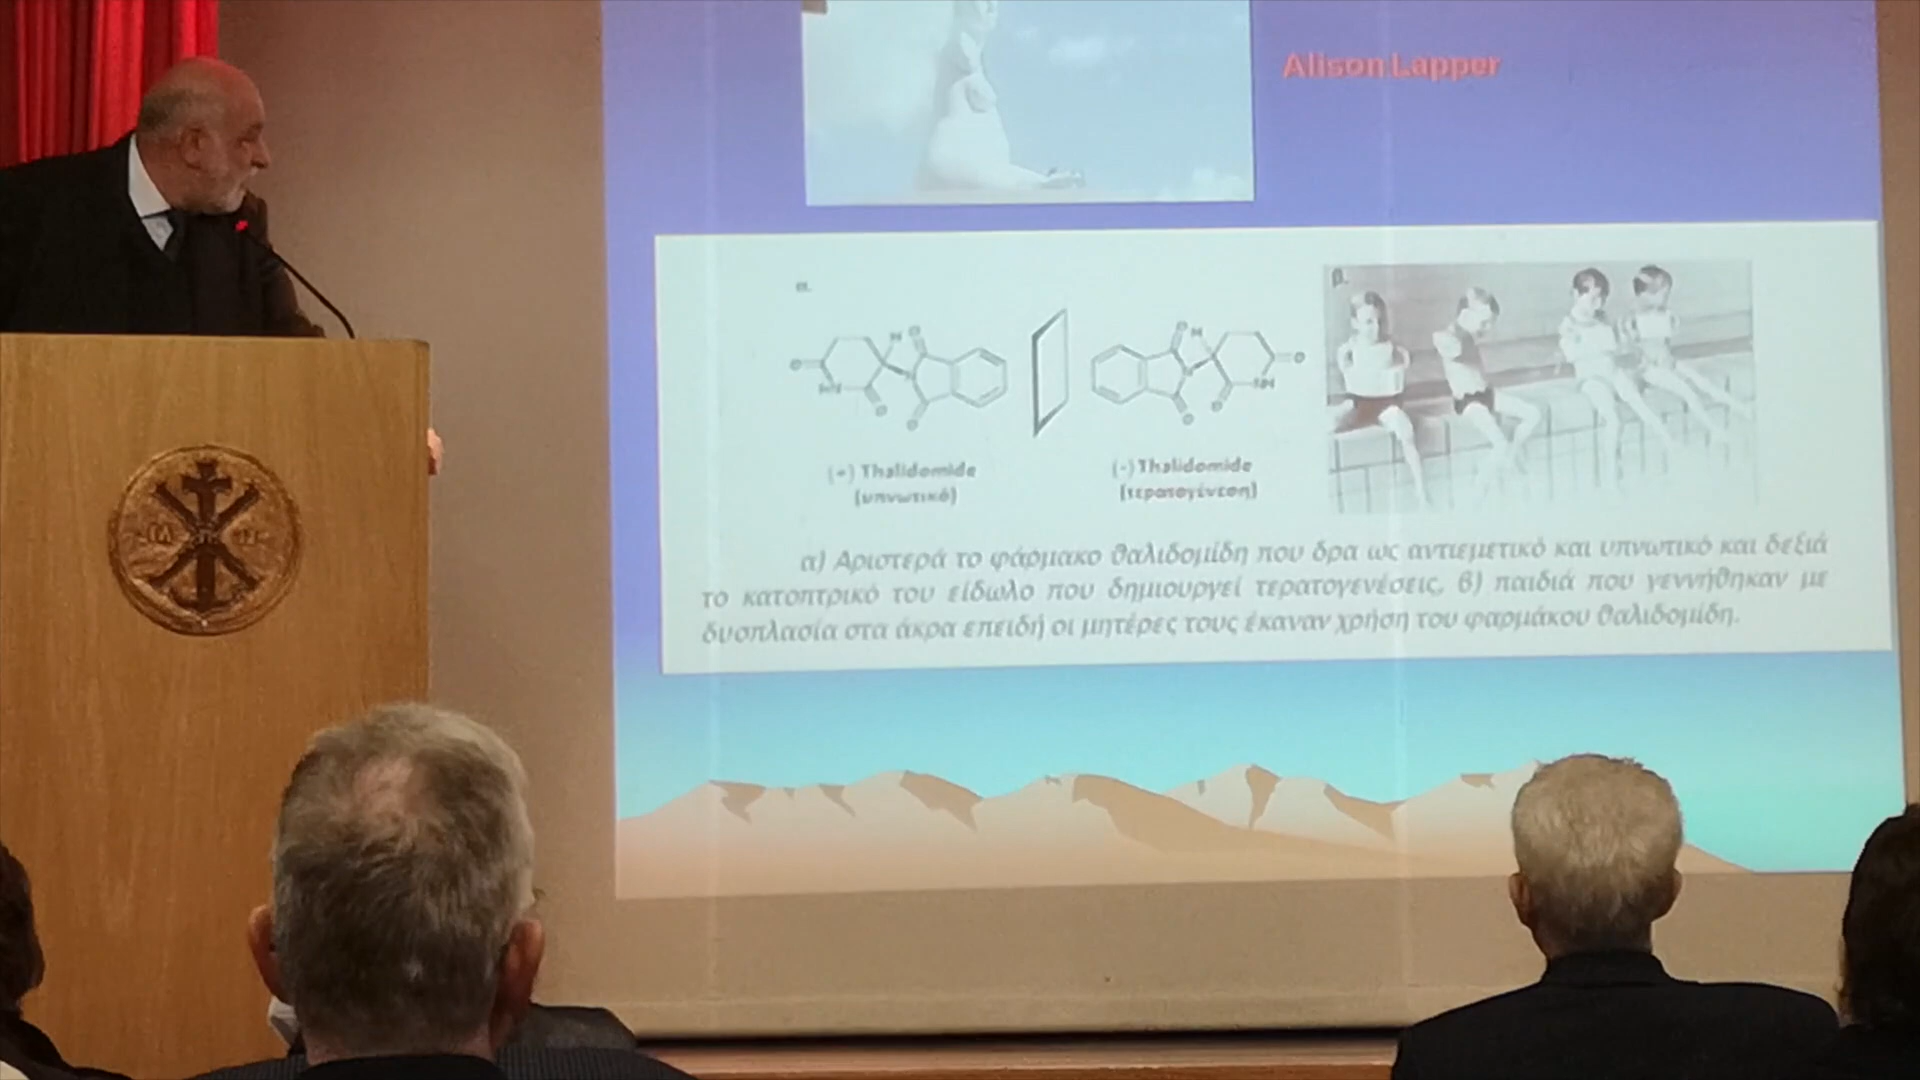 Alison Lapper
α.
β.
(+) Thalidomide
(υπνωτικό)
(-) Thalidomide
(τερατογένεση)
α) Αριστερά το φάρμακο θαλιδομίδη που δρα ως αντιεμετικό και υπνωτικό και δεξιά
το κατοπτρικό του είδωλο που δημιουργεί τερατογενέσεις, β) παιδιά που γεννήθηκαν με
δυσπλασία στα άκρα επειδή οι μητέρες τους έκαναν χρήση του φαρμάκου θαλιδομίδη.